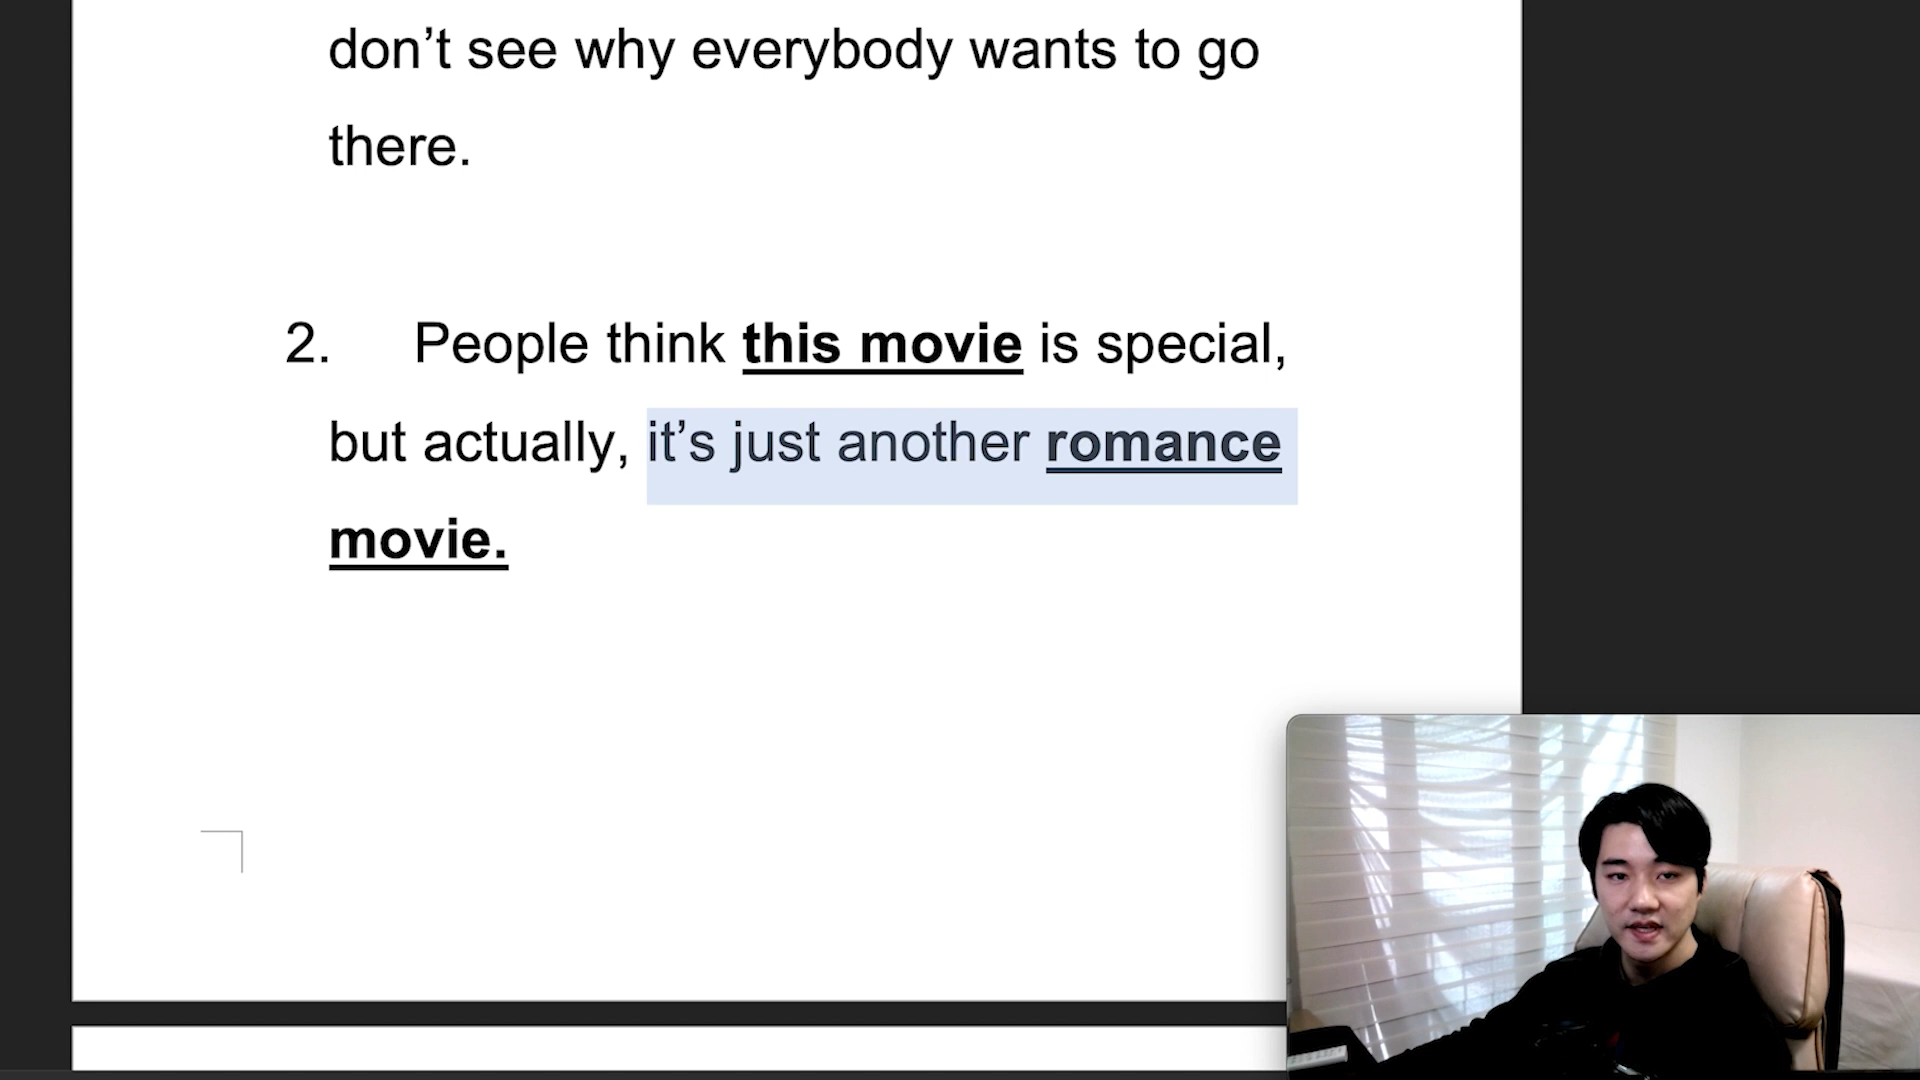 don’t see why everybody wants to go
there.
2. People think this movie is special,
but actually, it’s just another romance
movie.